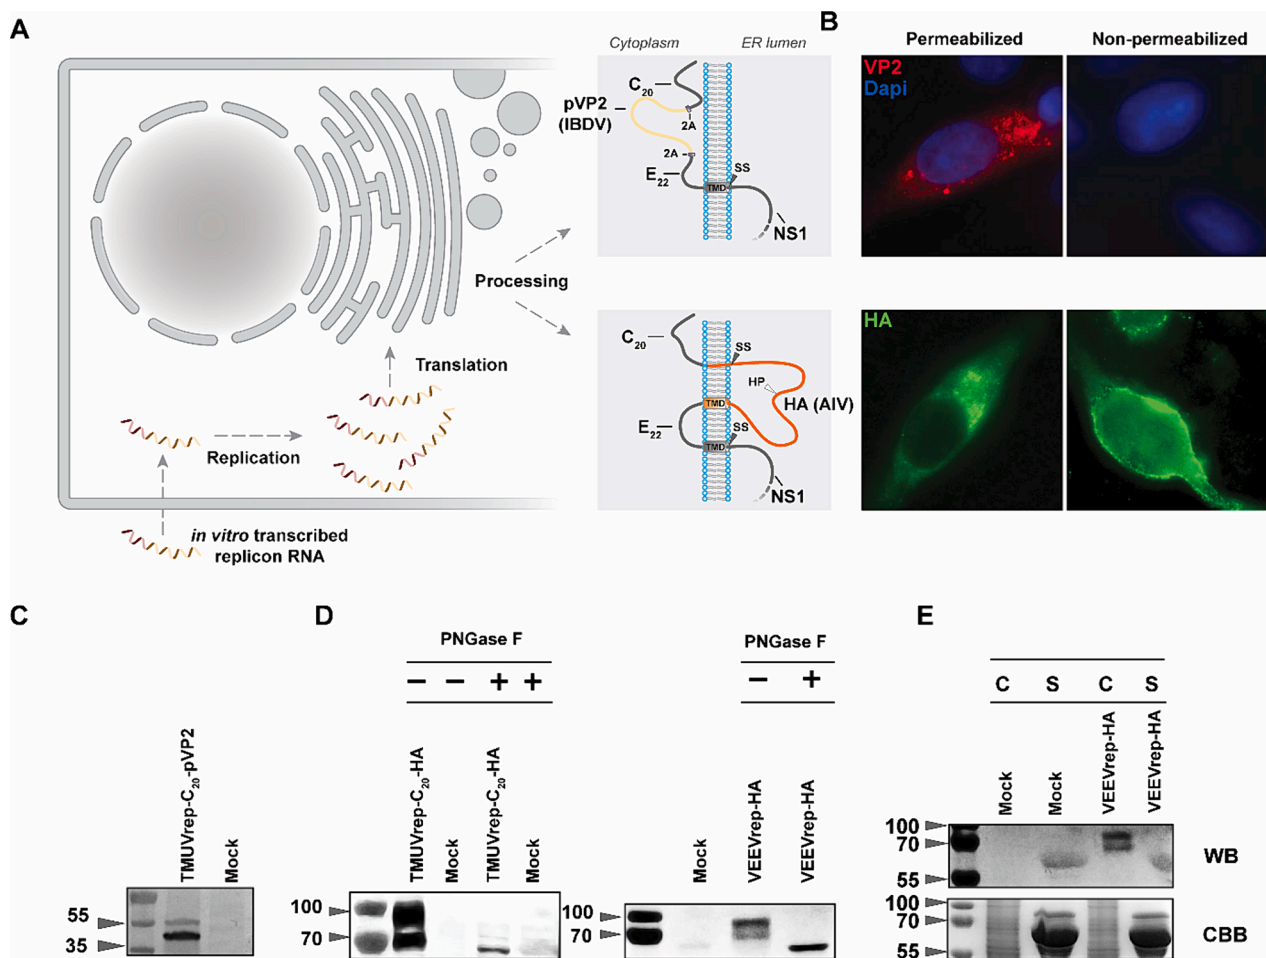 A
Cytoplasm
ER lumen
C20
pVP2
(IBDV)
2A
2A
SS
E22
TMD
NS1
Processing
C20
SS
HP
HA (AIV)
TMD
E22
SS
TMD
NS1
Translation
Replication
in vitro transcribed
replicon RNA
B
Permeabilized
Non-permeabilized
VP2
Dapi
HA
C
TMUVrep-C20-pVP2
Mock
55
35
D
PNGase F
− − + +
TMUVrep-C20-HA
Mock
TMUVrep-C20-HA
Mock
100
70
PNGase F
− +
Mock
VEEVrep-HA
VEEVrep-HA
100
70
E
C S C S
Mock
Mock
VEEVrep-HA
VEEVrep-HA
100
70
55
WB
100
70
55
CBB